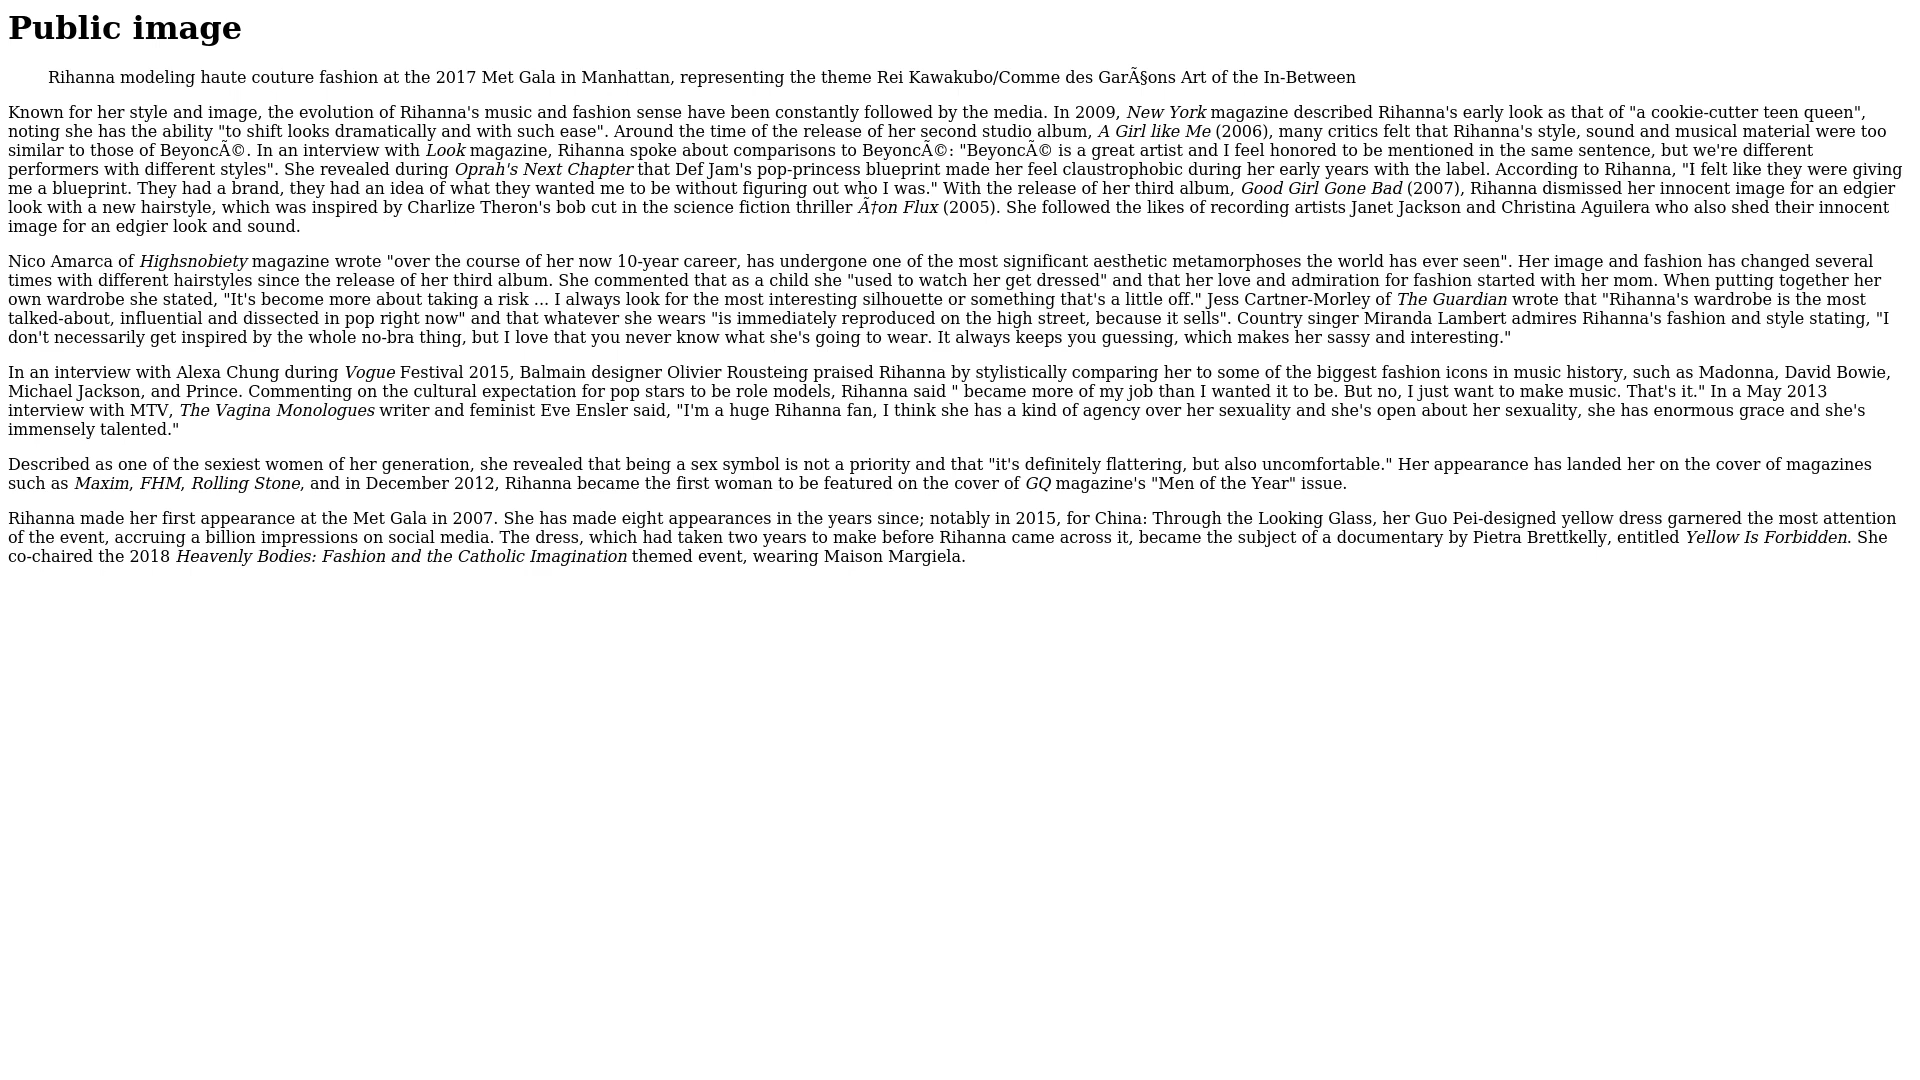 Public image
Rihanna modeling haute couture fashion at the 2017 Met Gala in Manhattan, representing the theme Rei Kawakubo/Comme des GarÃ§ons Art of the In-Between
Known for her style and image, the evolution of Rihanna's music and fashion sense have been constantly followed by the media. In 2009, New York magazine described Rihanna's early look as that of "a cookie-cutter teen queen",
noting she has the ability "to shift looks dramatically and with such ease". Around the time of the release of her second studio album, A Girl like Me (2006), many critics felt that Rihanna's style, sound and musical material were too
similar to those of BeyoncÃ©. In an interview with Look magazine, Rihanna spoke about comparisons to BeyoncÃ©: "BeyoncÃ© is a great artist and I feel honored to be mentioned in the same sentence, but we're different
performers with different styles". She revealed during Oprah's Next Chapter that Def Jam's pop-princess blueprint made her feel claustrophobic during her early years with the label. According to Rihanna, "I felt like they were giving
me a blueprint. They had a brand, they had an idea of what they wanted me to be without figuring out who I was." With the release of her third album, Good Girl Gone Bad (2007), Rihanna dismissed her innocent image for an edgier
look with a new hairstyle, which was inspired by Charlize Theron's bob cut in the science fiction thriller Ã†on Flux (2005). She followed the likes of recording artists Janet Jackson and Christina Aguilera who also shed their innocent
image for an edgier look and sound.
Nico Amarca of Highsnobiety magazine wrote "over the course of her now 10-year career, has undergone one of the most significant aesthetic metamorphoses the world has ever seen". Her image and fashion has changed several
times with different hairstyles since the release of her third album. She commented that as a child she "used to watch her get dressed" and that her love and admiration for fashion started with her mom. When putting together her
own wardrobe she stated, "It's become more about taking a risk ... I always look for the most interesting silhouette or something that's a little off." Jess Cartner-Morley of The Guardian wrote that "Rihanna's wardrobe is the most
talked-about, influential and dissected in pop right now" and that whatever she wears "is immediately reproduced on the high street, because it sells". Country singer Miranda Lambert admires Rihanna's fashion and style stating, "I
don't necessarily get inspired by the whole no-bra thing, but I love that you never know what she's going to wear. It always keeps you guessing, which makes her sassy and interesting."
In an interview with Alexa Chung during Vogue Festival 2015, Balmain designer Olivier Rousteing praised Rihanna by stylistically comparing her to some of the biggest fashion icons in music history, such as Madonna, David Bowie,
Michael Jackson, and Prince. Commenting on the cultural expectation for pop stars to be role models, Rihanna said " became more of my job than I wanted it to be. But no, I just want to make music. That's it." In a May 2013
interview with MTV, The Vagina Monologues writer and feminist Eve Ensler said, "I'm a huge Rihanna fan, I think she has a kind of agency over her sexuality and she's open about her sexuality, she has enormous grace and she's
immensely talented."
Described as one of the sexiest women of her generation, she revealed that being a sex symbol is not a priority and that "it's definitely flattering, but also uncomfortable." Her appearance has landed her on the cover of magazines
such as Maxim, FHM, Rolling Stone, and in December 2012, Rihanna became the first woman to be featured on the cover of GQ magazine's "Men of the Year" issue.
Rihanna made her first appearance at the Met Gala in 2007. She has made eight appearances in the years since; notably in 2015, for China: Through the Looking Glass, her Guo Pei-designed yellow dress garnered the most attention
of the event, accruing a billion impressions on social media. The dress, which had taken two years to make before Rihanna came across it, became the subject of a documentary by Pietra Brettkelly, entitled Yellow Is Forbidden. She
co-chaired the 2018 Heavenly Bodies: Fashion and the Catholic Imagination themed event, wearing Maison Margiela.